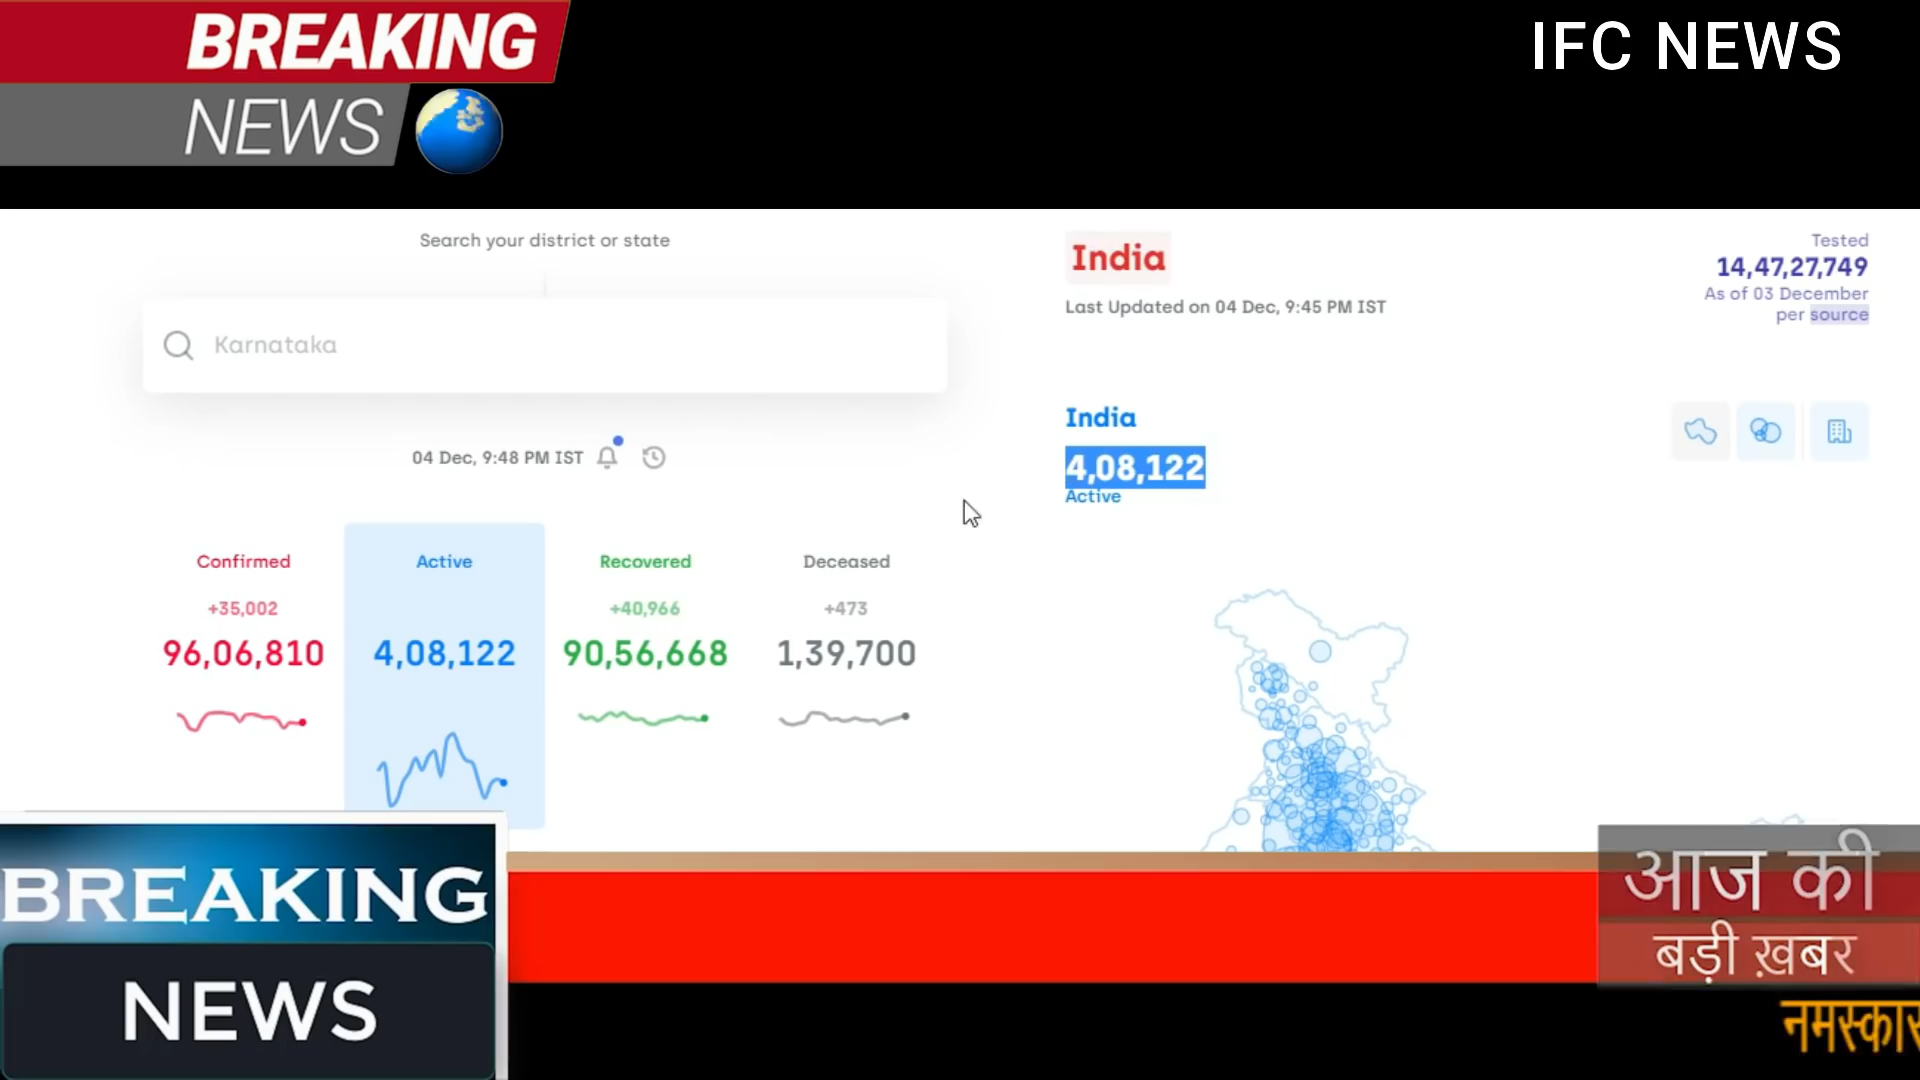 BREAKING
NEWS
IFC NEWS
Search your district or state
Karnataka
04 Dec, 9:48 PM IST
Confirmed
+35,002
96,06,810
Active
4,08,122
Recovered
+40,966
90,56,668
Deceased
+473
1,39,700
India
Last Updated on 04 Dec, 9:45 PM IST
Tested
14,47,27,749
As of 03 December
per source
India
4,08,122
Active
BREAKING
NEWS
आज की
बड़ी ख़बर
नमस्कार